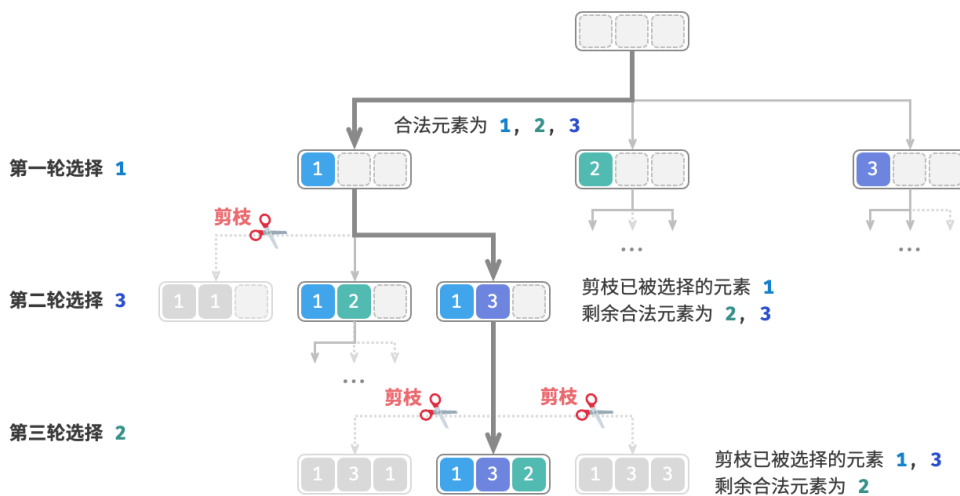 合法元素为 1, 2, 3
第一轮选择 1
1
2
3
剪枝
...
...
第二轮选择 3
1 1
1 2
1 3
剪枝已被选择的元素 1
剩余合法元素为 2, 3
...
剪枝
剪枝
第三轮选择 2
1 3 1
1 3 2
1 3 3
剪枝已被选择的元素 1, 3
剩余合法元素为 2